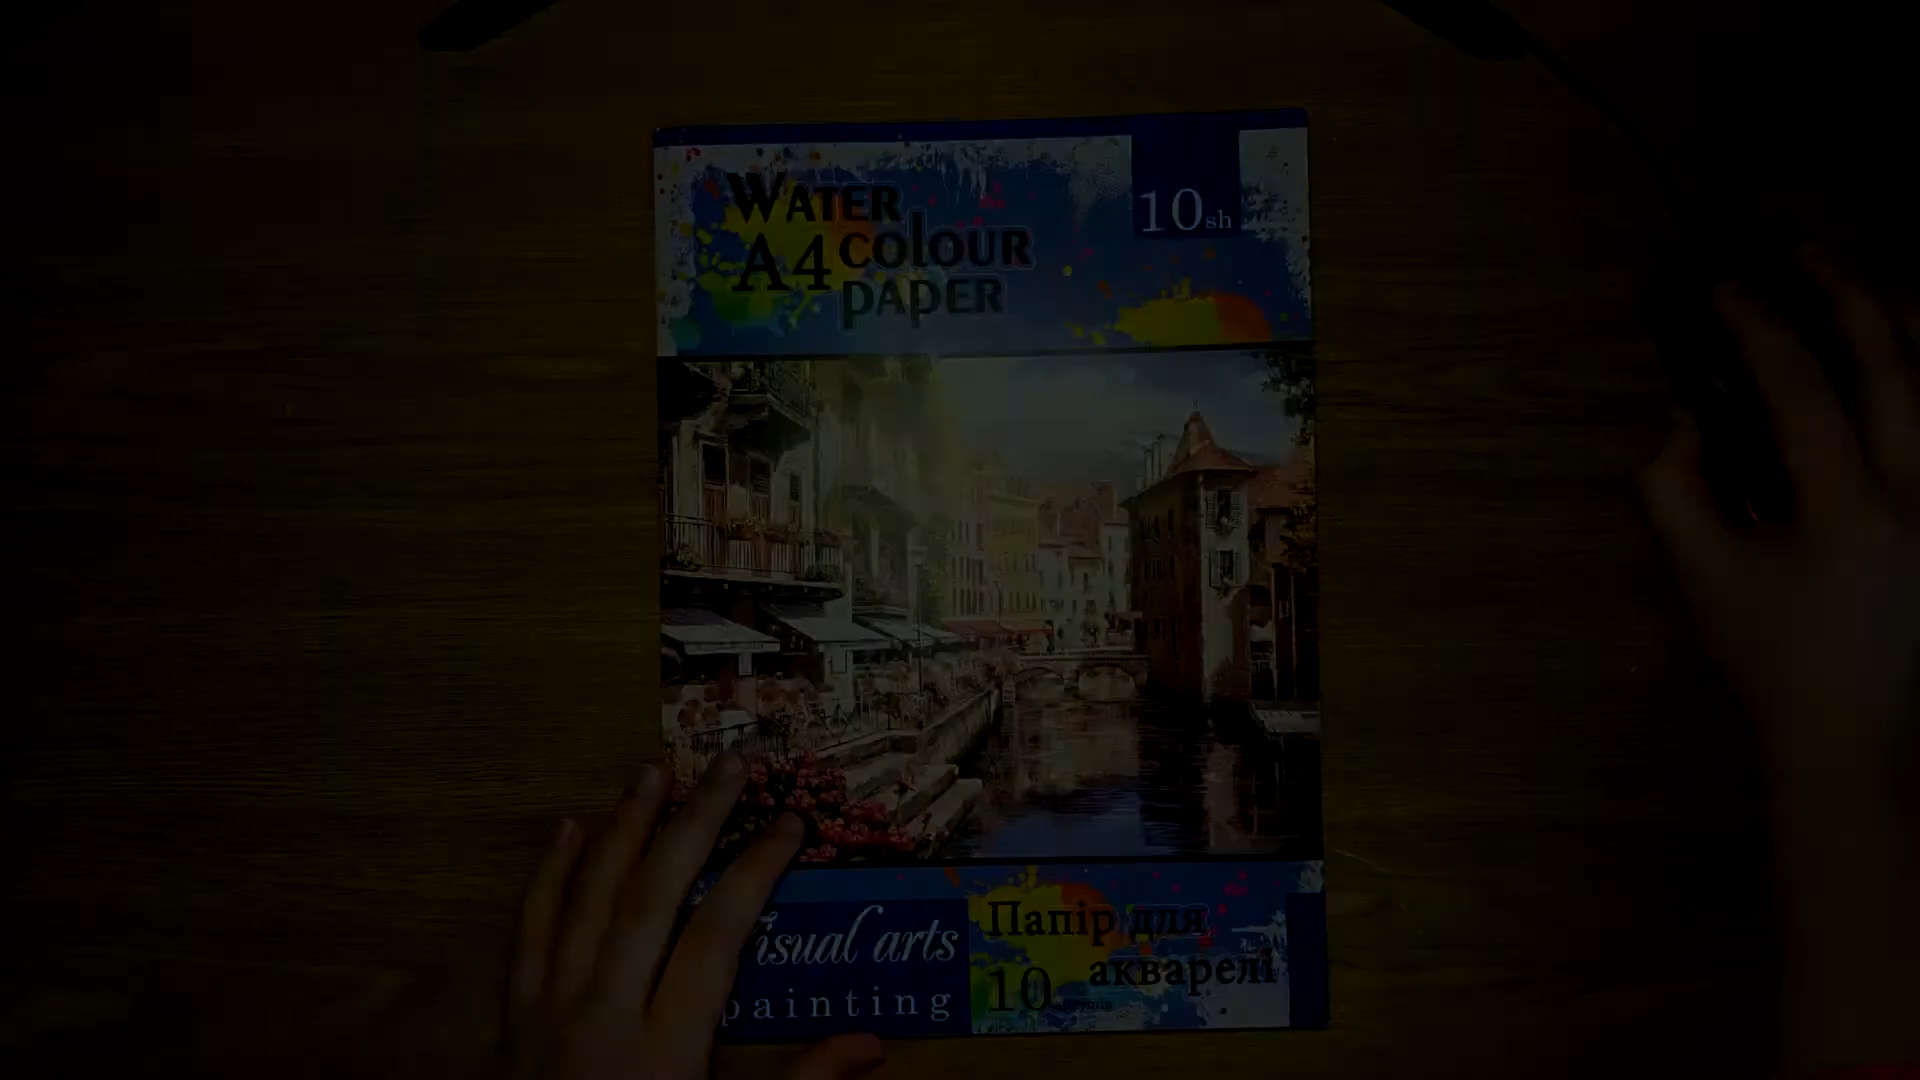 WATER
A4 colour
paper
10sh
isual arts
painting
Папір для
акварелі
10